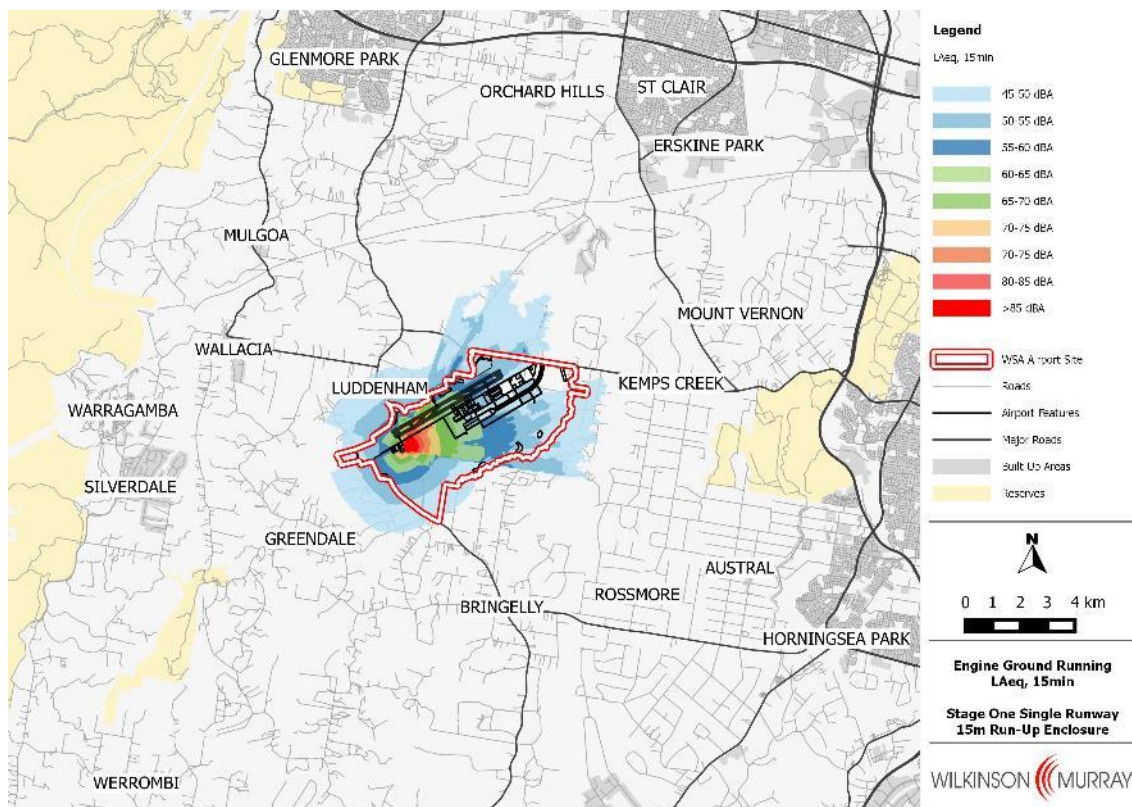 GLENMORE PARK
ORCHARD HILLS
ST CLAIR
ERSKINE PARK
MULGOA
MOUNT VERNON
WALLACIA
LUDDENHAM
KEMPS CREEK
WARRAGAMBA
SILVERDALE
GREENDALE
AUSTRAL
ROSSMORE
BRINGELLY
HORNINGSEA PARK
WERROMBI
Legend
LAeq, 15min
45-50 dBA
50-55 dBA
55-60 dBA
60-65 dBA
65-70 dBA
70-75 dBA
70-75 dBA
80-85 dBA
>85 dBA
WSA Airport Site
Roads
Airport Features
Major Roads
Built Up Areas
Reserves
N
0 1 2 3 4 km
Engine Ground Running
LAeq, 15min
Stage One Single Runway
15m Run-Up Enclosure
WILKINSON MURRAY